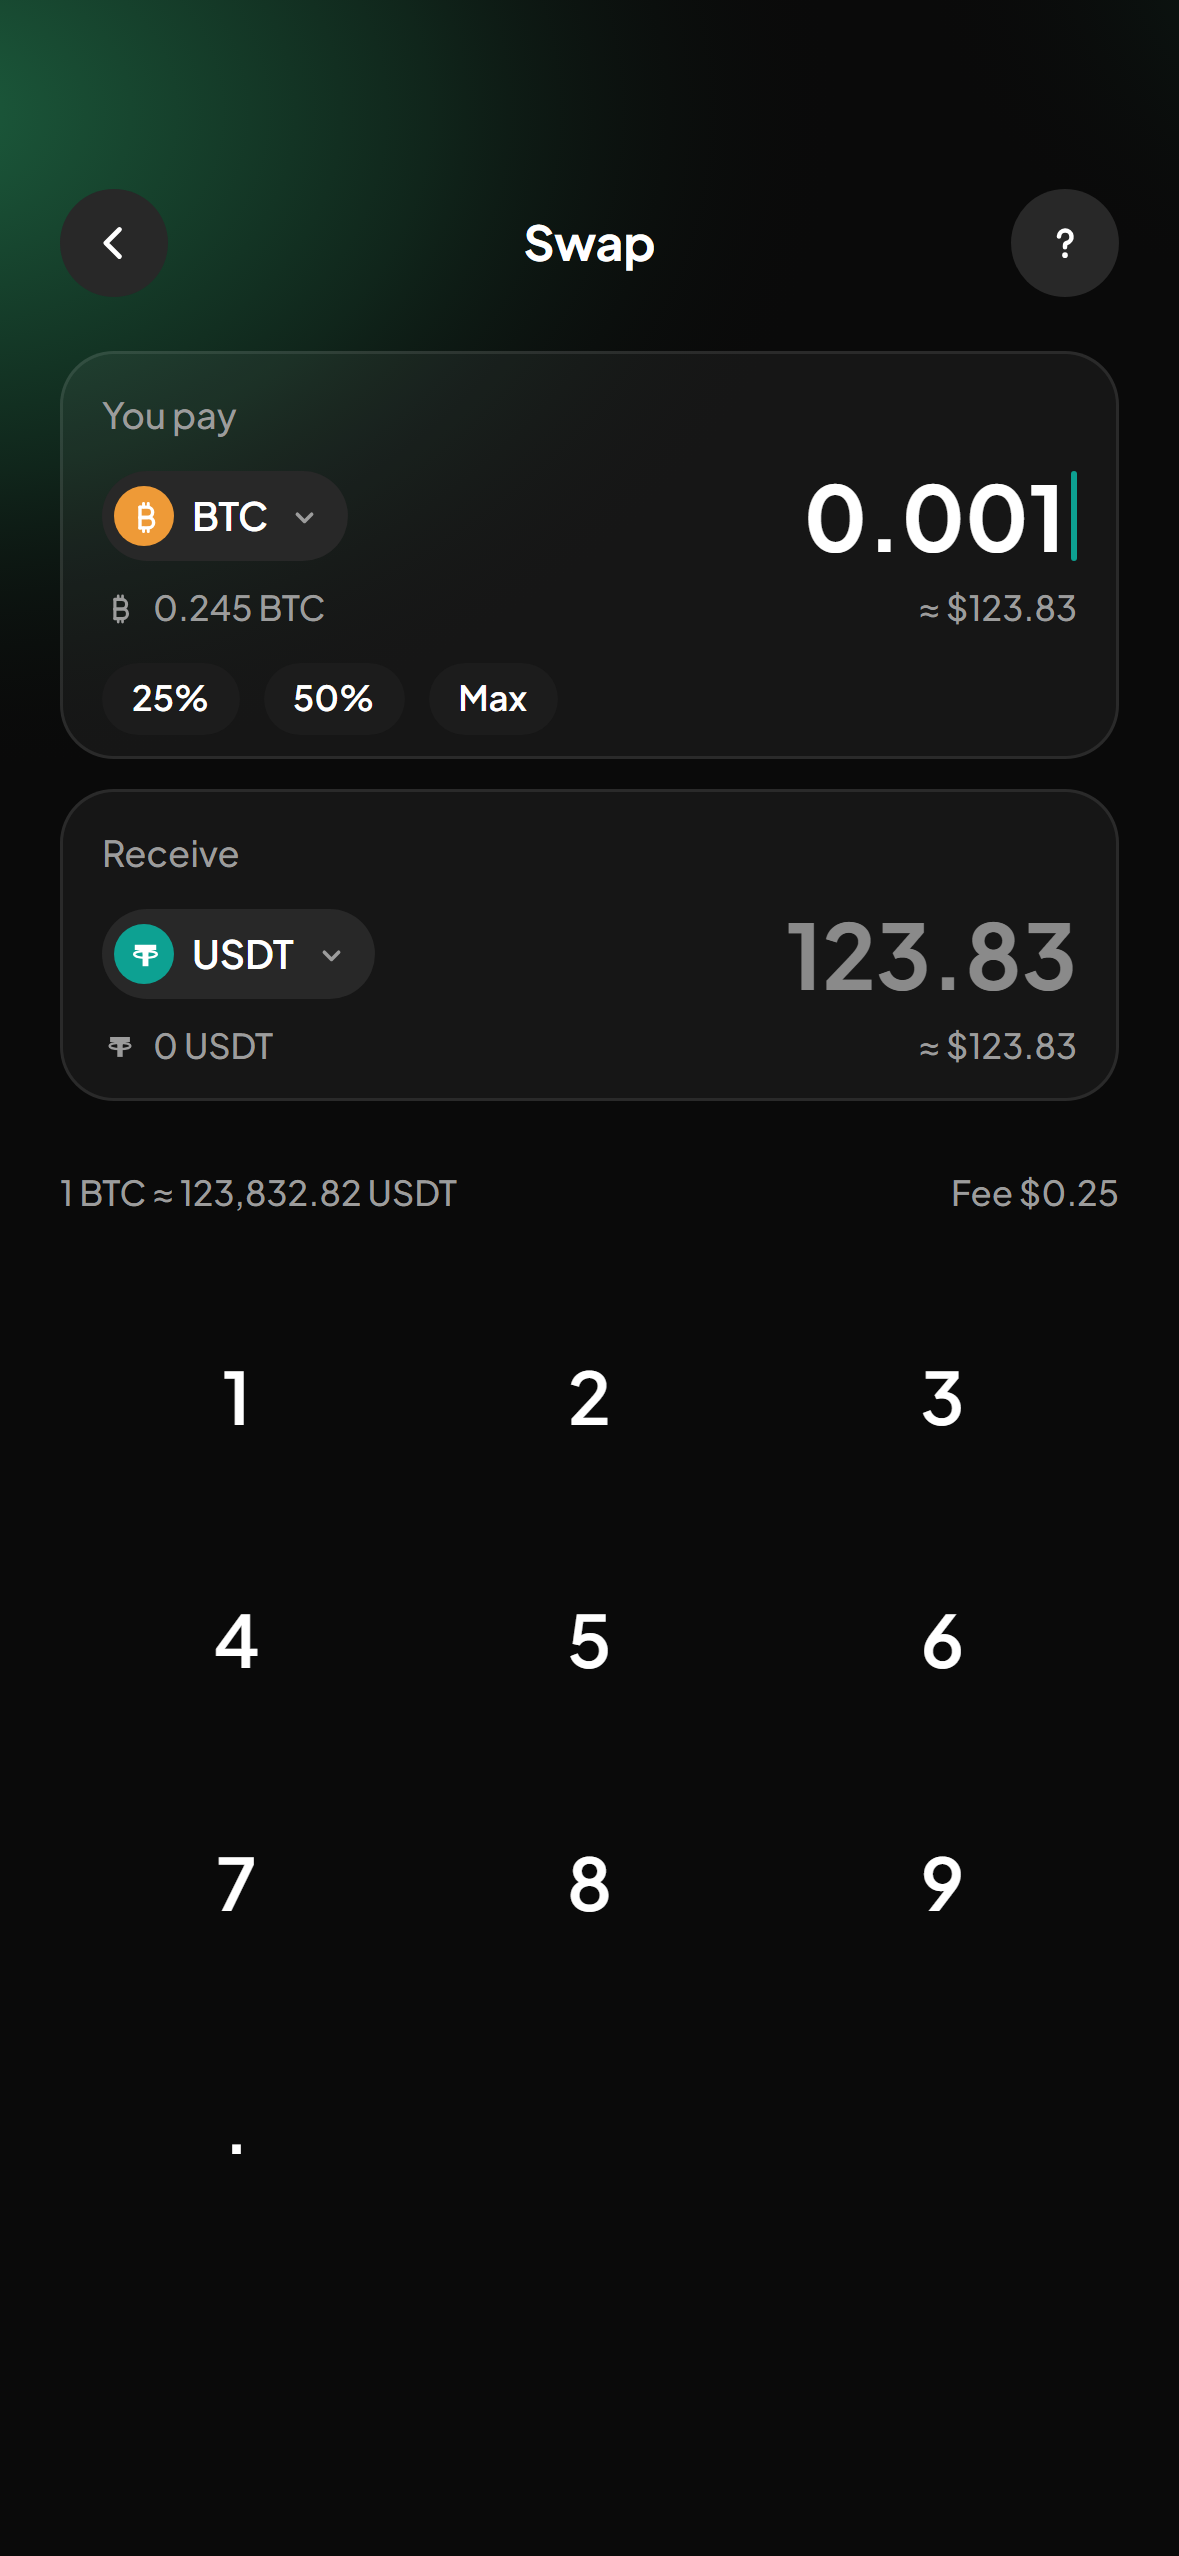 Swap
?
You pay
BTC
0.001
0.245 BTC
≈ $123.83
25%
50%
Max
Receive
USDT
123.83
0 USDT
≈ $123.83
1 BTC ≈ 123,832.82 USDT
Fee $0.25
1
2
3
4
5
6
7
8
9
.